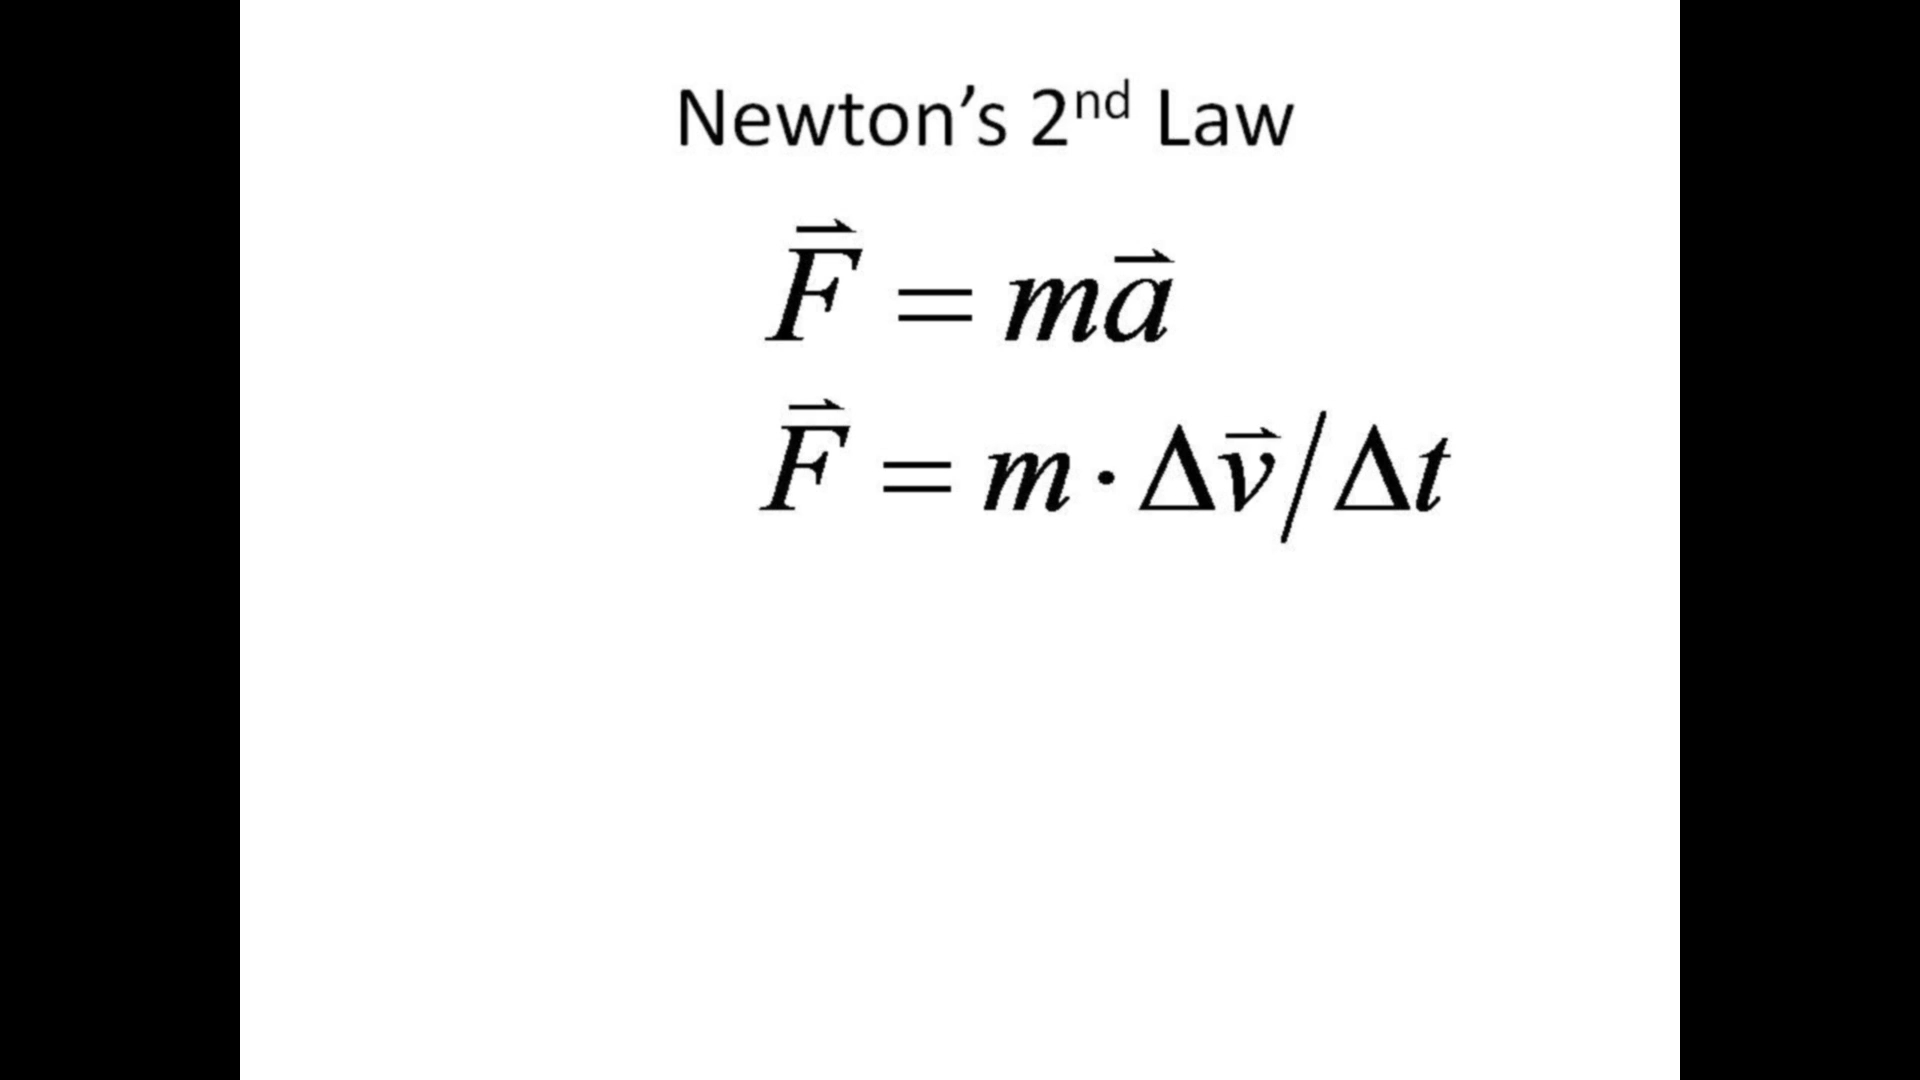 Newton’s 2nd Law
F⃗ = ma⃗
F⃗ = m · Δv⃗/Δt